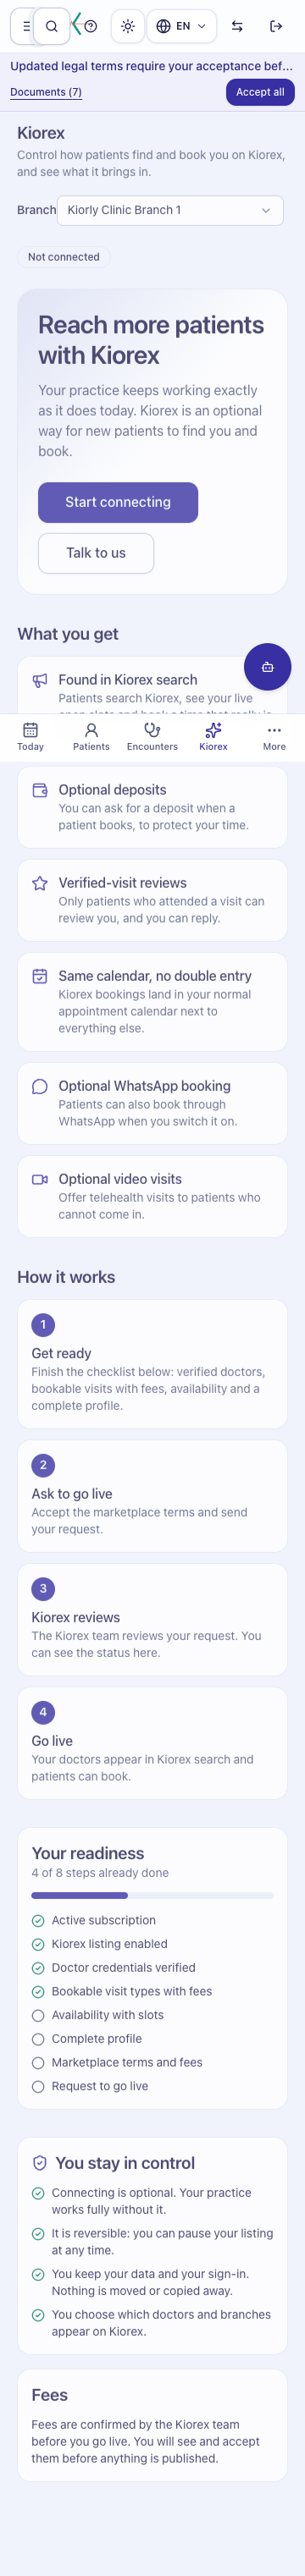 EN
Updated legal terms require your acceptance bef...
Documents (7)
Accept all
Kiorex
Control how patients find and book you on Kiorex,
and see what it brings in.
Branch
Kiorly Clinic Branch 1
Not connected
Reach more patients
with Kiorex
Your practice keeps working exactly
as it does today. Kiorex is an optional
way for new patients to find you and
book.
Start connecting
Talk to us
What you get
Found in Kiorex search
Patients search Kiorex, see your live
Today
Patients
Encounters
Kiorex
More
Optional deposits
You can ask for a deposit when a
patient books, to protect your time.
Verified-visit reviews
Only patients who attended a visit can
review you, and you can reply.
Same calendar, no double entry
Kiorex bookings land in your normal
appointment calendar next to
everything else.
Optional WhatsApp booking
Patients can also book through
WhatsApp when you switch it on.
Optional video visits
Offer telehealth visits to patients who
cannot come in.
How it works
1
Get ready
Finish the checklist below: verified doctors,
bookable visits with fees, availability and a
complete profile.
2
Ask to go live
Accept the marketplace terms and send
your request.
3
Kiorex reviews
The Kiorex team reviews your request. You
can see the status here.
4
Go live
Your doctors appear in Kiorex search and
patients can book.
Your readiness
4 of 8 steps already done
Active subscription
Kiorex listing enabled
Doctor credentials verified
Bookable visit types with fees
Availability with slots
Complete profile
Marketplace terms and fees
Request to go live
You stay in control
Connecting is optional. Your practice
works fully without it.
It is reversible: you can pause your listing
at any time.
You keep your data and your sign-in.
Nothing is moved or copied away.
You choose which doctors and branches
appear on Kiorex.
Fees
Fees are confirmed by the Kiorex team
before you go live. You will see and accept
them before anything is published.